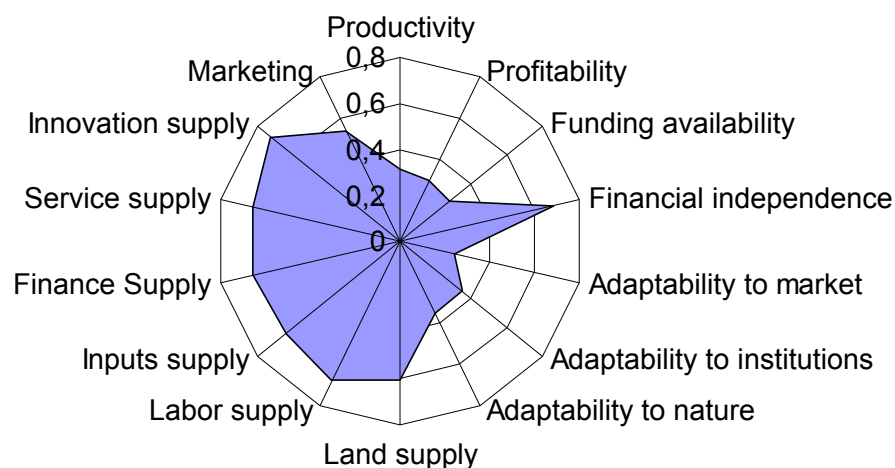 Productivity
0,8
Marketing
Profitability
0,6
Innovation supply
Funding availability
0,4
Service supply
0,2
Financial independence
0
Finance Supply
Adaptability to market
Inputs supply
Adaptability to institutions
Labor supply
Adaptability to nature
Land supply